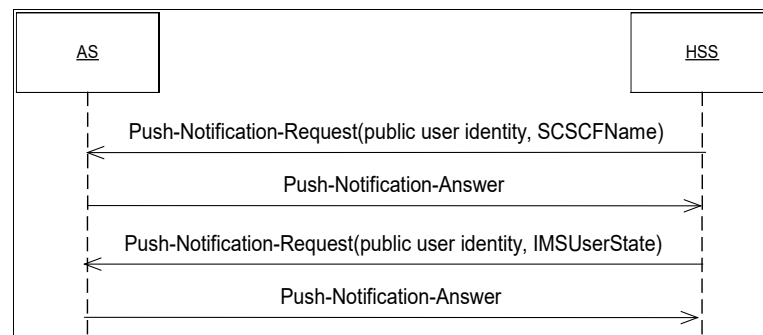 AS
HSS
Push-Notification-Request(public user identity, SCSCFName)
Push-Notification-Answer
Push-Notification-Request(public user identity, IMSUserState)
Push-Notification-Answer